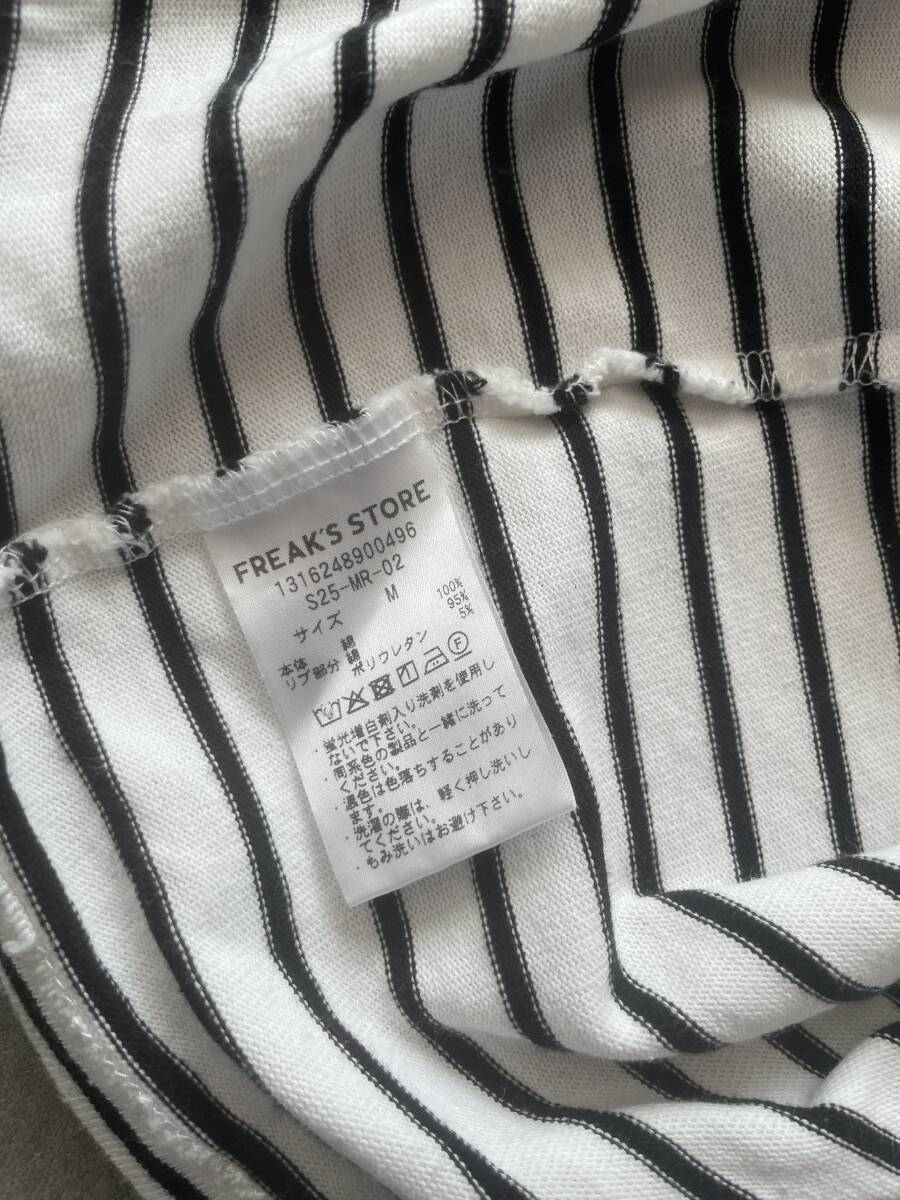 FREAK'S STORE
1316248900496
S25-MR-02
サイズ M
本体 綿 100%
リブ部分 綿 95%
ポリウレタン 5%
F
・蛍光増白剤入り洗剤を使用し
ないで下さい。
・同系色の製品と一緒に洗って
ください。
・濃色は色落ちすることがあり
ます。
・洗濯の際は、軽く押し洗いし
てください。
・もみ洗いはお避け下さい。